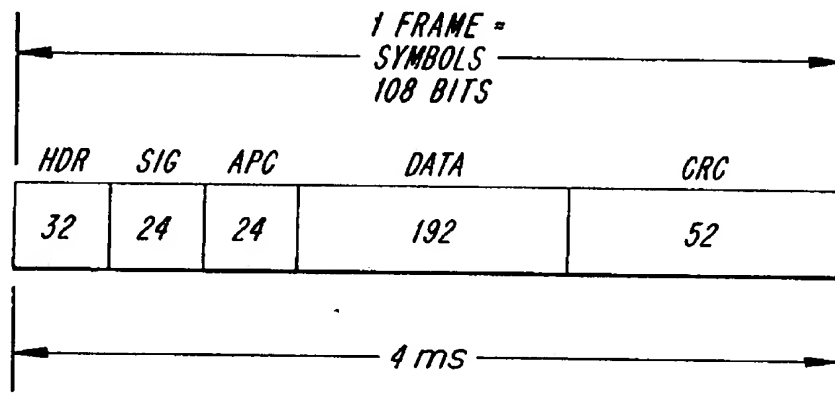 1 FRAME =
SYMBOLS
108 BITS
HDR SIG APC DATA CRC
32 24 24 192 52
4 ms